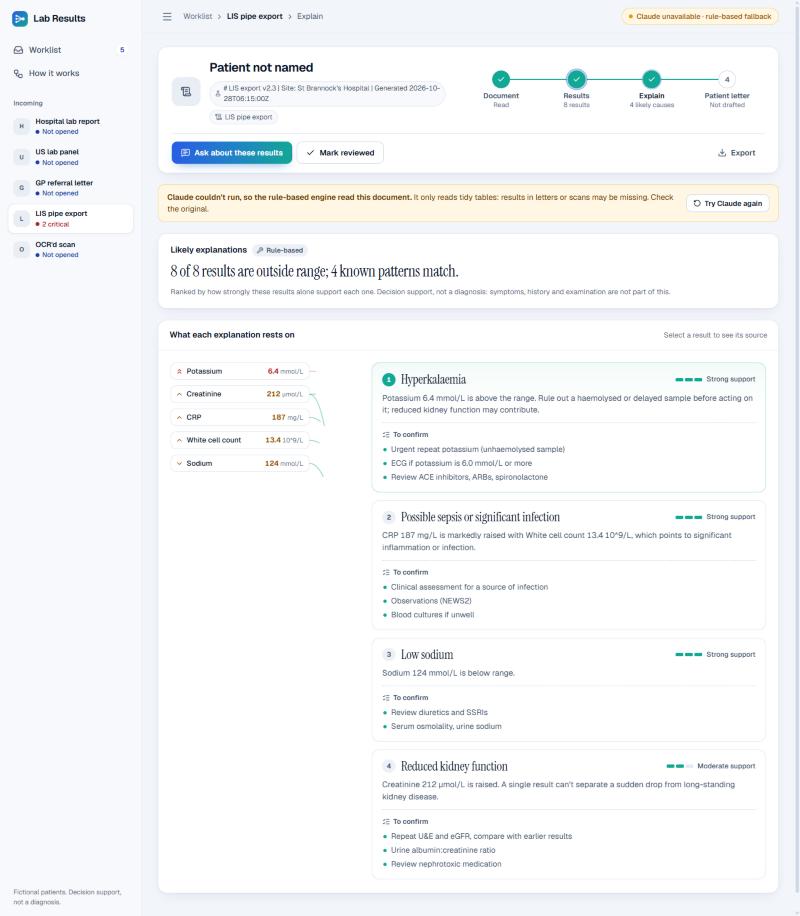 Lab Results
Worklist
5
How it works
Incoming
H
Hospital lab report
Not opened
U
US lab panel
Not opened
G
GP referral letter
Not opened
L
LIS pipe export
2 critical
O
OCR'd scan
Not opened
Fictional patients. Decision support,
not a diagnosis.
Worklist > LIS pipe export > Explain
Claude unavailable · rule-based fallback
Patient not named
# LIS export v2.3 | Site: St Brannock's Hospital | Generated 2026-10-
28T06:15:00Z
LIS pipe export
Document
Read
Results
8 results
Explain
4 likely causes
4
Patient letter
Not drafted
Ask about these results
Mark reviewed
Export
Claude couldn't run, so the rule-based engine read this document. It only reads tidy tables: results in letters or scans may be missing. Check
the original.
Try Claude again
Likely explanations
Rule-based
8 of 8 results are outside range; 4 known patterns match.
Ranked by how strongly these results alone support each one. Decision support, not a diagnosis: symptoms, history and examination are not part of this.
What each explanation rests on
Select a result to see its source
Potassium 6.4 mmol/L
Creatinine 212 µmol/L
CRP 187 mg/L
White cell count 13.4 10^9/L
Sodium 124 mmol/L
1 Hyperkalaemia
Strong support
Potassium 6.4 mmol/L is above the range. Rule out a haemolysed or delayed sample before acting on
it; reduced kidney function may contribute.
To confirm
Urgent repeat potassium (unhaemolysed sample)
ECG if potassium is 6.0 mmol/L or more
Review ACE inhibitors, ARBs, spironolactone
2 Possible sepsis or significant infection
Strong support
CRP 187 mg/L is markedly raised with White cell count 13.4 10^9/L, which points to significant
inflammation or infection.
To confirm
Clinical assessment for a source of infection
Observations (NEWS2)
Blood cultures if unwell
3 Low sodium
Strong support
Sodium 124 mmol/L is below range.
To confirm
Review diuretics and SSRIs
Serum osmolality, urine sodium
4 Reduced kidney function
Moderate support
Creatinine 212 µmol/L is raised. A single result can't separate a sudden drop from long-standing
kidney disease.
To confirm
Repeat U&E and eGFR, compare with earlier results
Urine albumin:creatinine ratio
Review nephrotoxic medication